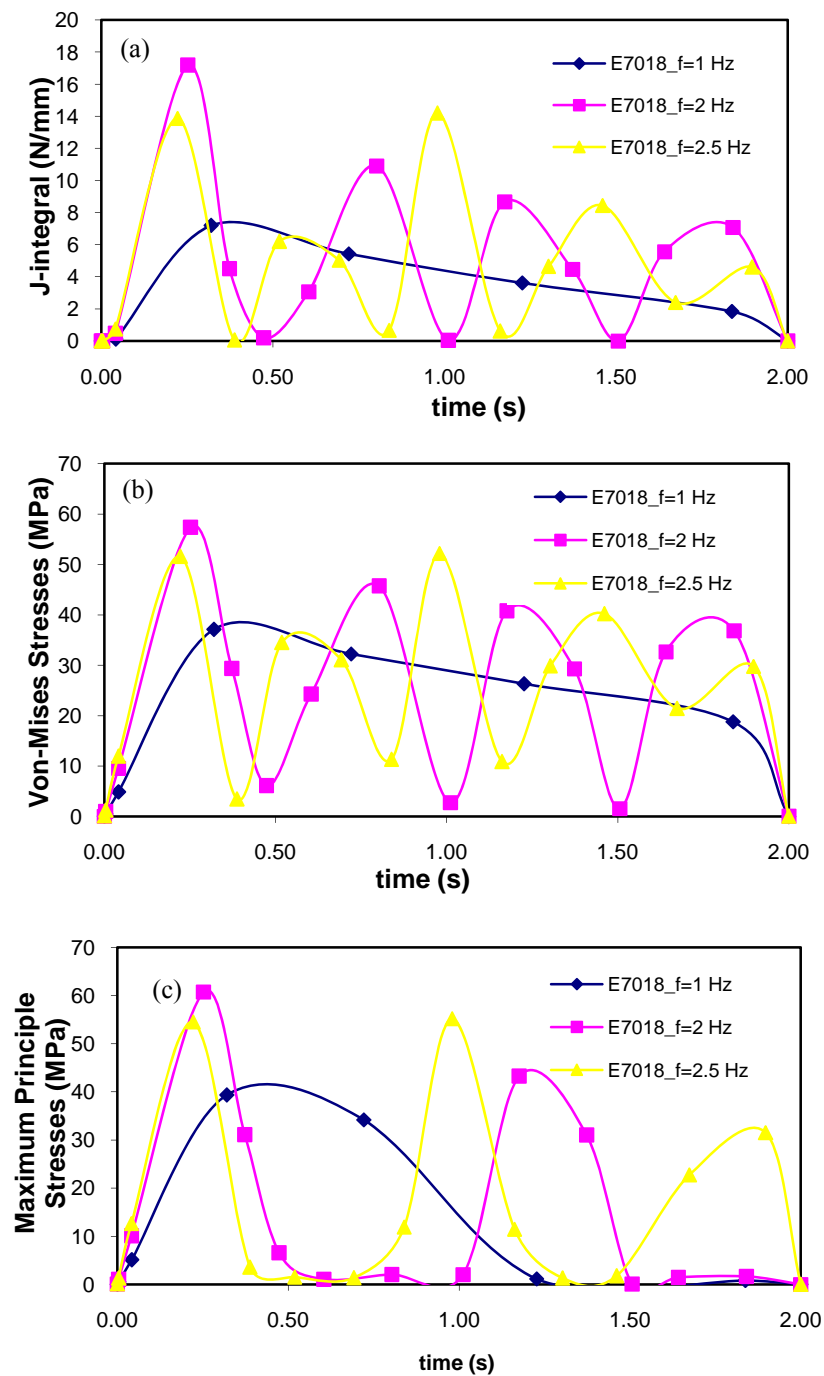 (a)
J-integral (N/mm)
20
18
16
14
12
10
8
6
4
2
0
E7018_f=1 Hz
E7018_f=2 Hz
E7018_f=2.5 Hz
0.00 0.50 1.00 1.50 2.00
time (s)
(b)
Von-Mises Stresses (MPa)
70
60
50
40
30
20
10
0
E7018_f=1 Hz
E7018_f=2 Hz
E7018_f=2.5 Hz
0.00 0.50 1.00 1.50 2.00
time (s)
(c)
Maximum Principle
Stresses (MPa)
70
60
50
40
30
20
10
0
E7018_f=1 Hz
E7018_f=2 Hz
E7018_f=2.5 Hz
0.00 0.50 1.00 1.50 2.00
time (s)